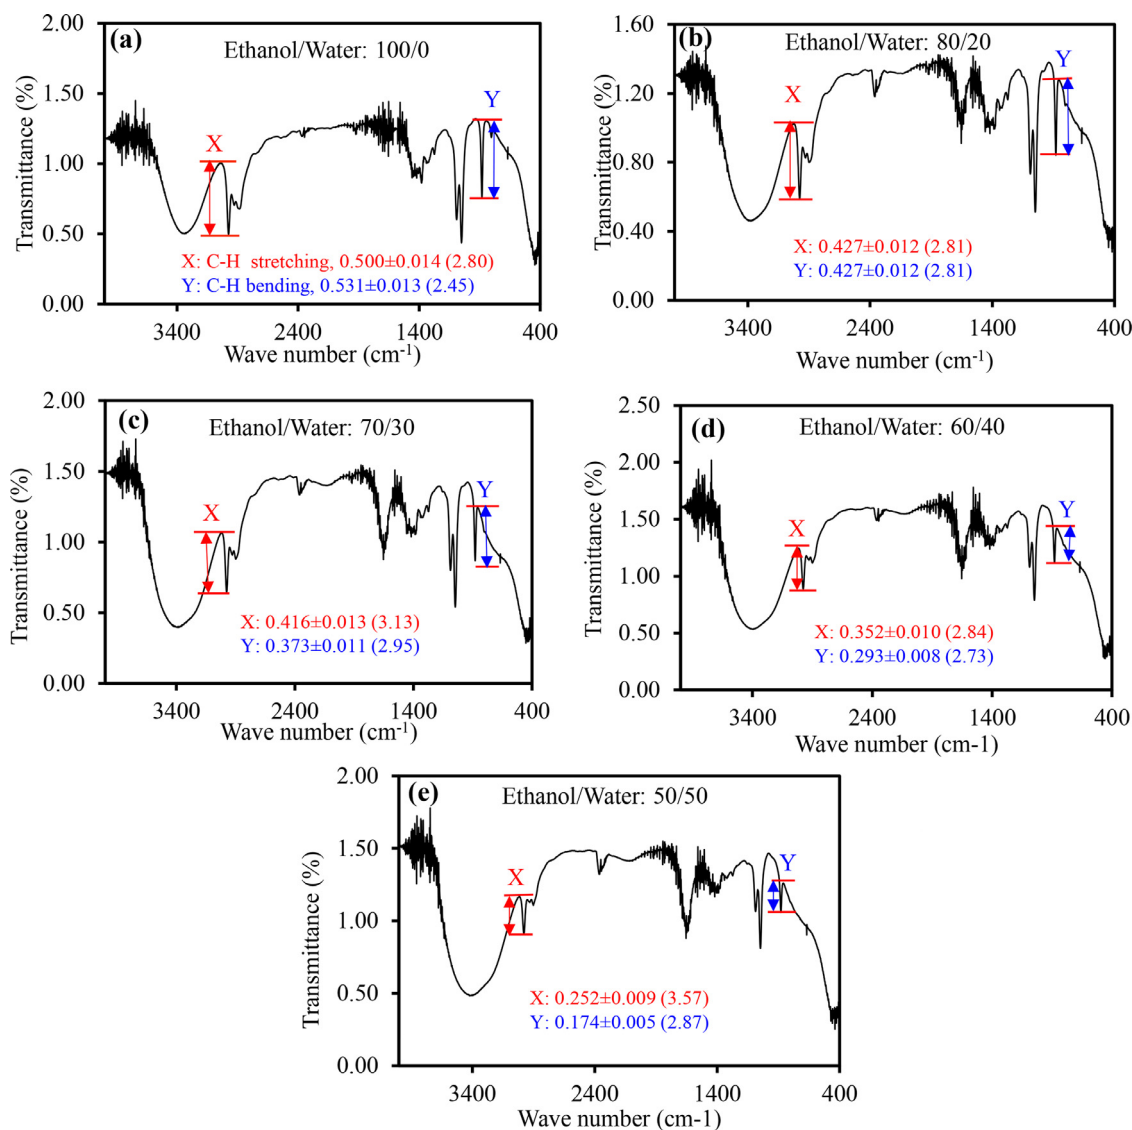 (a)
Ethanol/Water: 100/0
2.00
1.50
1.00
0.50
0.00
Transmittance (%)
X
Y
X: C-H stretching, 0.500±0.014 (2.80)
Y: C-H bending, 0.531±0.013 (2.45)
3400 2400 1400 400
Wave number (cm-1)
(b)
Ethanol/Water: 80/20
1.60
1.20
0.80
0.40
0.00
Transmittance (%)
X
Y
X: 0.427±0.012 (2.81)
Y: 0.427±0.012 (2.81)
3400 2400 1400 400
Wave number (cm-1)
(c)
Ethanol/Water: 70/30
2.00
1.50
1.00
0.50
0.00
Transmittance (%)
X
Y
X: 0.416±0.013 (3.13)
Y: 0.373±0.011 (2.95)
3400 2400 1400 400
Wave number (cm-1)
(d)
Ethanol/Water: 60/40
2.50
2.00
1.50
1.00
0.50
0.00
Transmittance (%)
X
Y
X: 0.352±0.010 (2.84)
Y: 0.293±0.008 (2.73)
3400 2400 1400 400
Wave number (cm-1)
(e)
Ethanol/Water: 50/50
2.00
1.50
1.00
0.50
0.00
Transmittance (%)
X
Y
X: 0.252±0.009 (3.57)
Y: 0.174±0.005 (2.87)
3400 2400 1400 400
Wave number (cm-1)